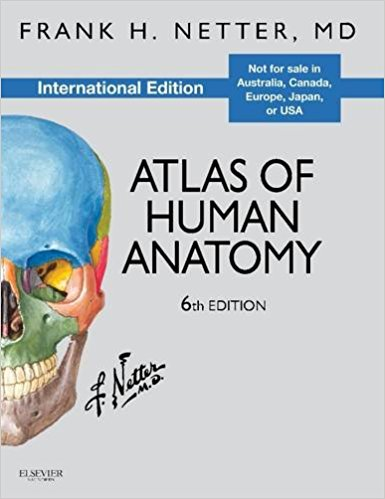 FRANK H. NETTER, MD
International Edition
Not for sale in
Australia, Canada,
Europe, Japan,
or USA
ATLAS OF
HUMAN
ANATOMY
6th EDITION
f. Netter
M.D.
ELSEVIER
SAUNDERS